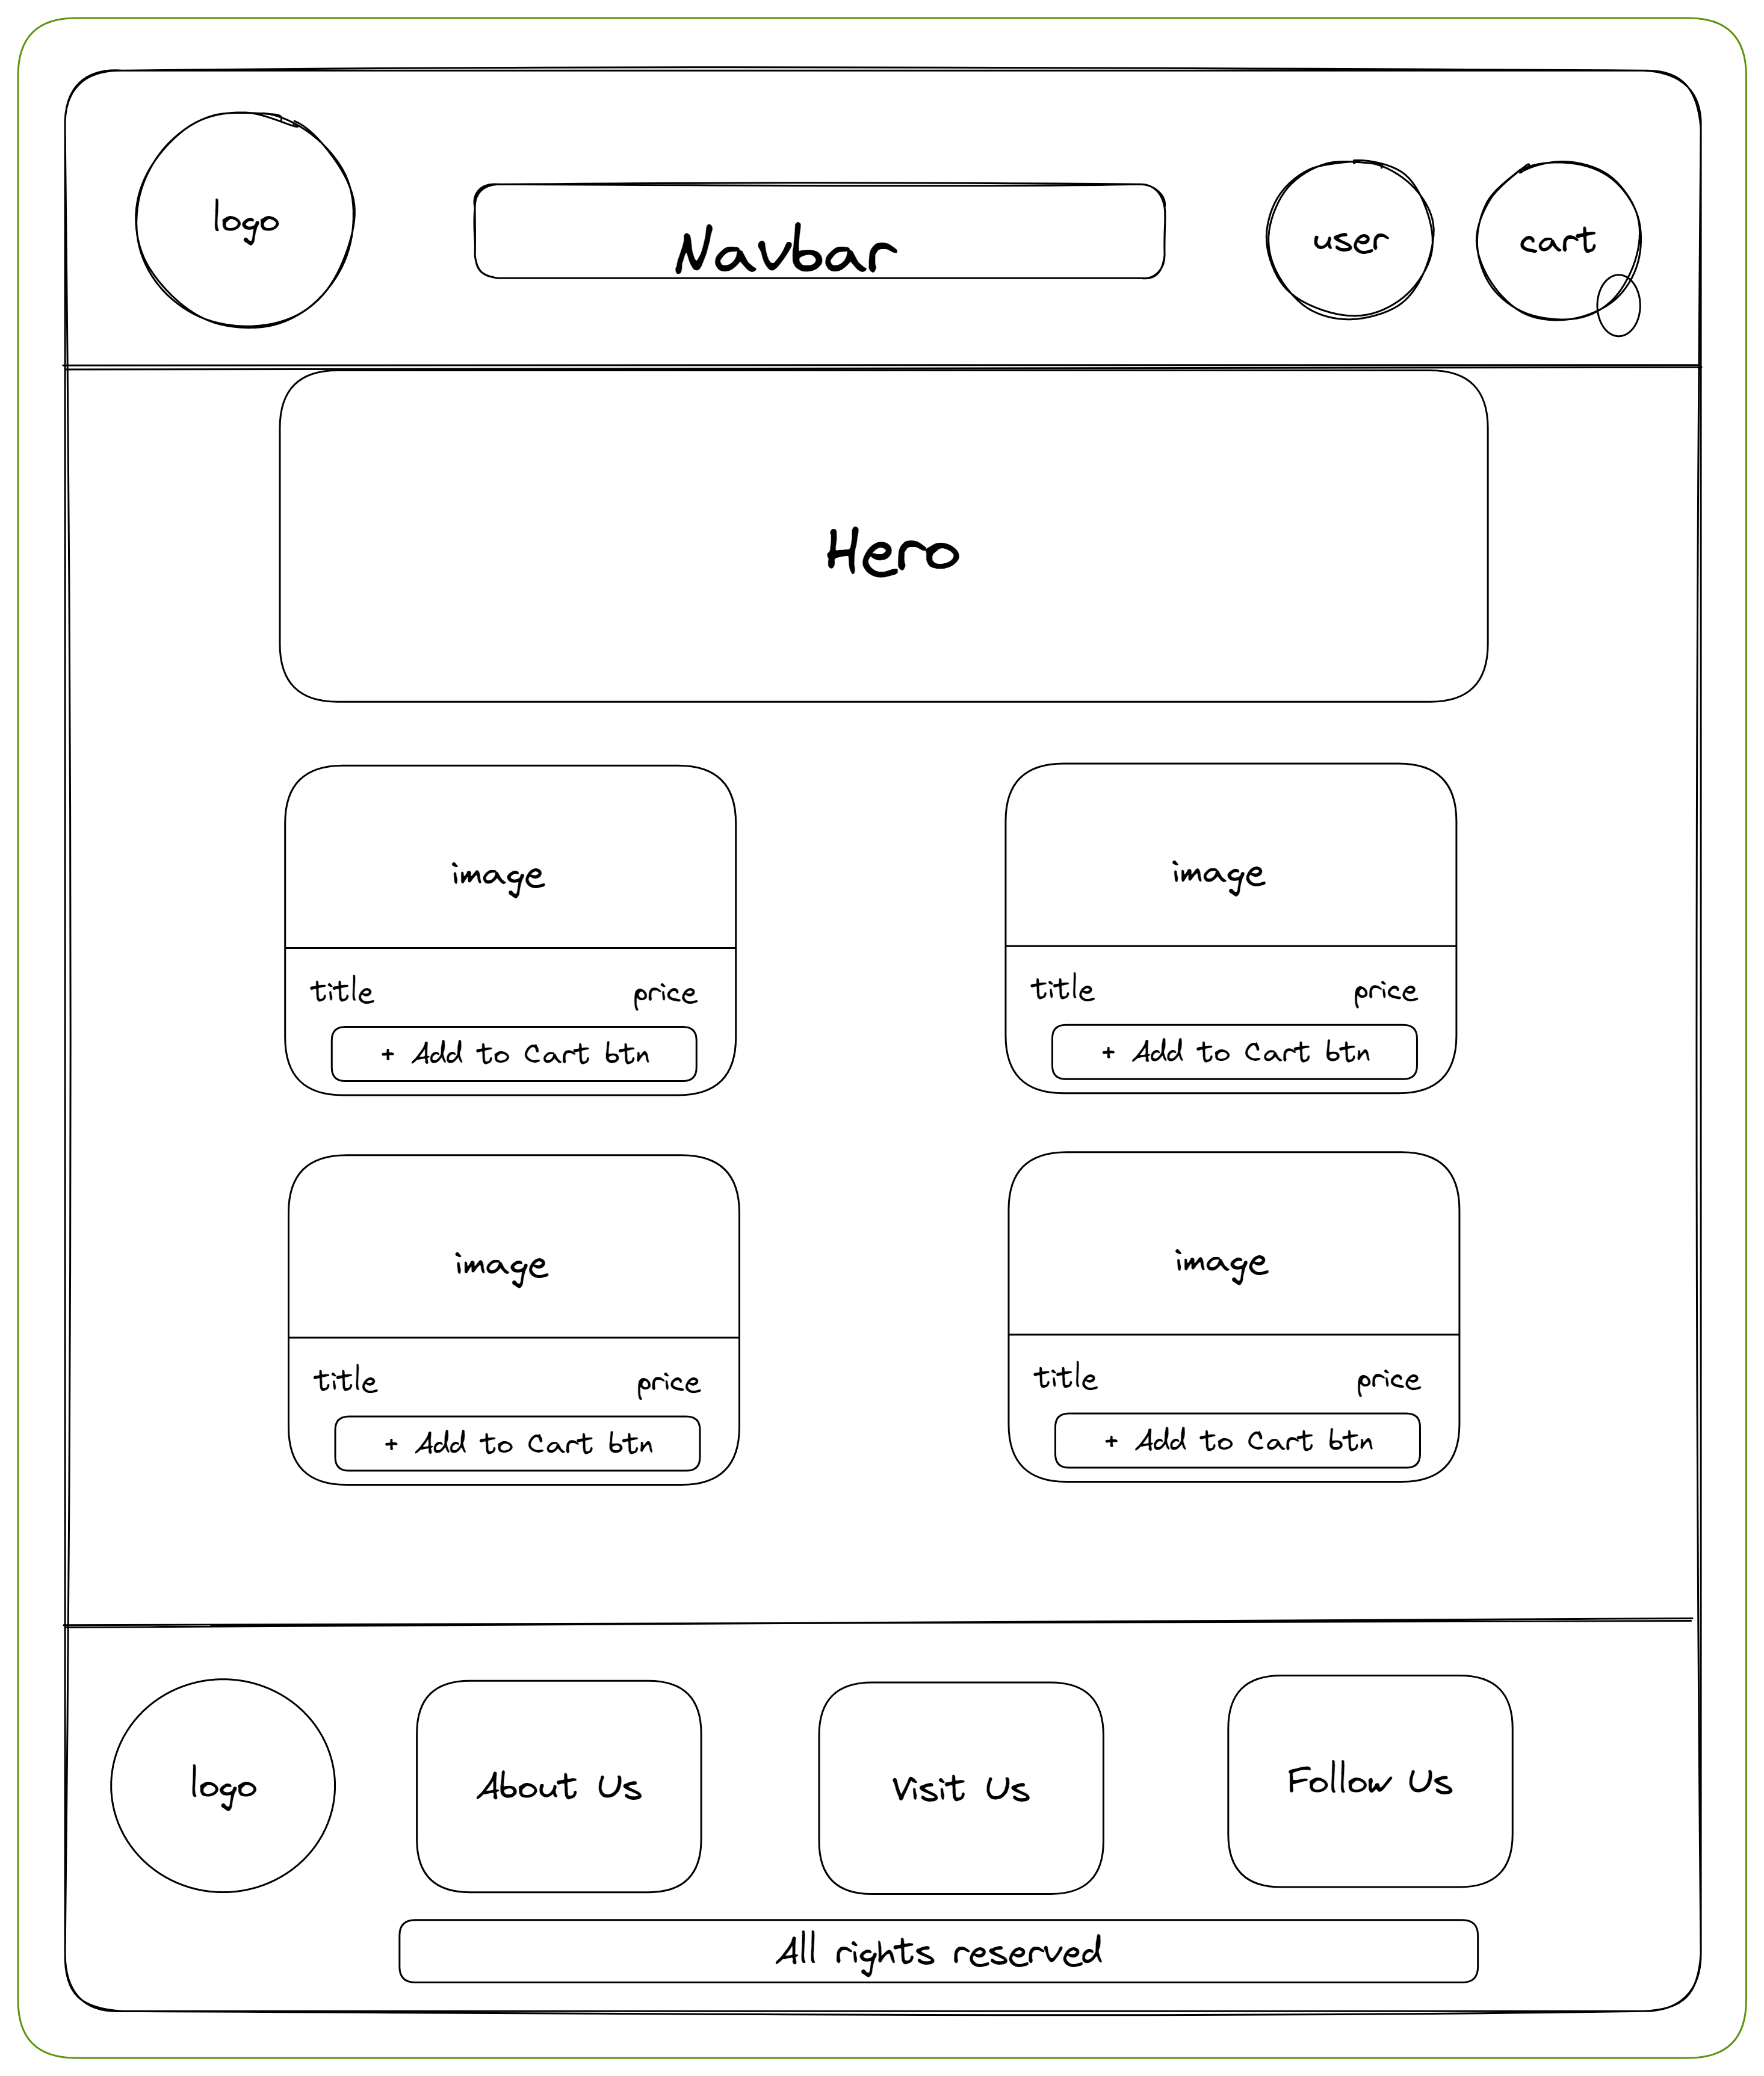 logo
Navbar
user
cart
Hero
image
image
title price
title price
+ Add to Cart btn
+ Add to Cart btn
image
image
title price
title price
+ Add to Cart btn
+ Add to Cart btn
logo
About Us
Visit Us
Follow Us
All rights reserved